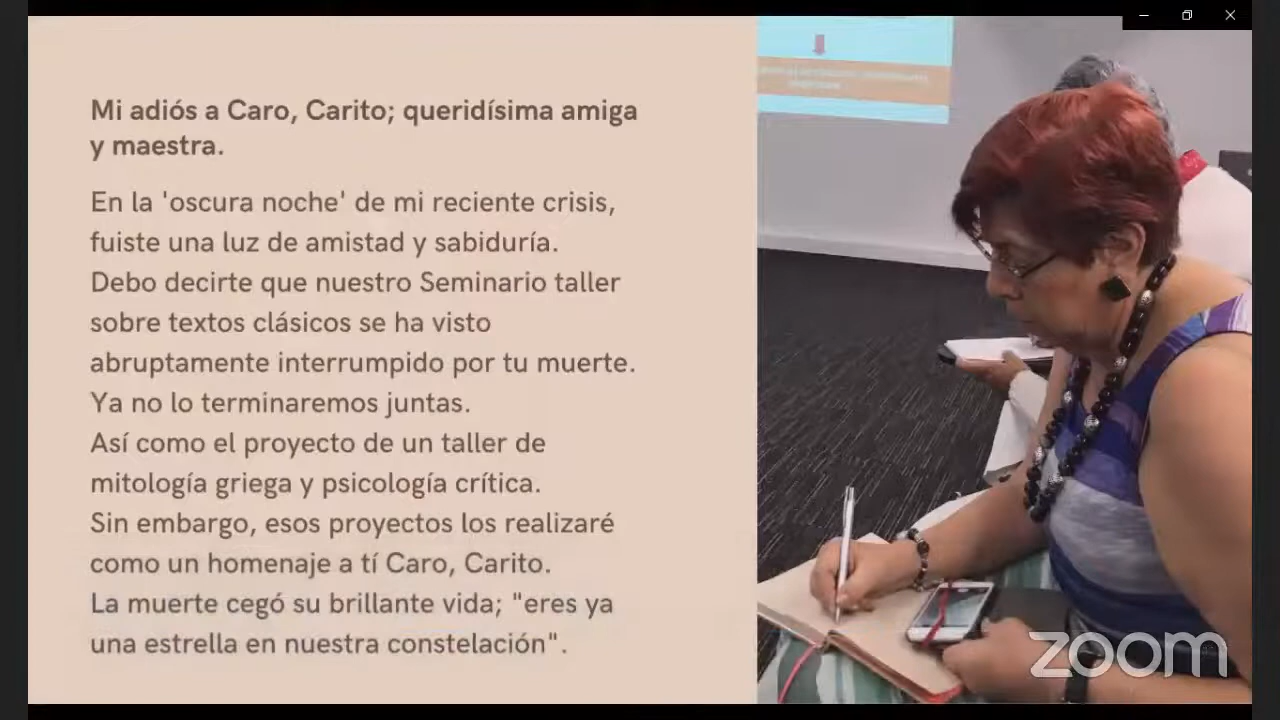 Mi adiós a Caro, Carito; queridísima amiga
y maestra.
En la 'oscura noche' de mi reciente crisis,
fuiste una luz de amistad y sabiduría.
Debo decirte que nuestro Seminario taller
sobre textos clásicos se ha visto
abruptamente interrumpido por tu muerte.
Ya no lo terminaremos juntas.
Así como el proyecto de un taller de
mitología griega y psicología crítica.
Sin embargo, esos proyectos los realizaré
como un homenaje a tí Caro, Carito.
La muerte cegó su brillante vida; "eres ya
una estrella en nuestra constelación".
zoom